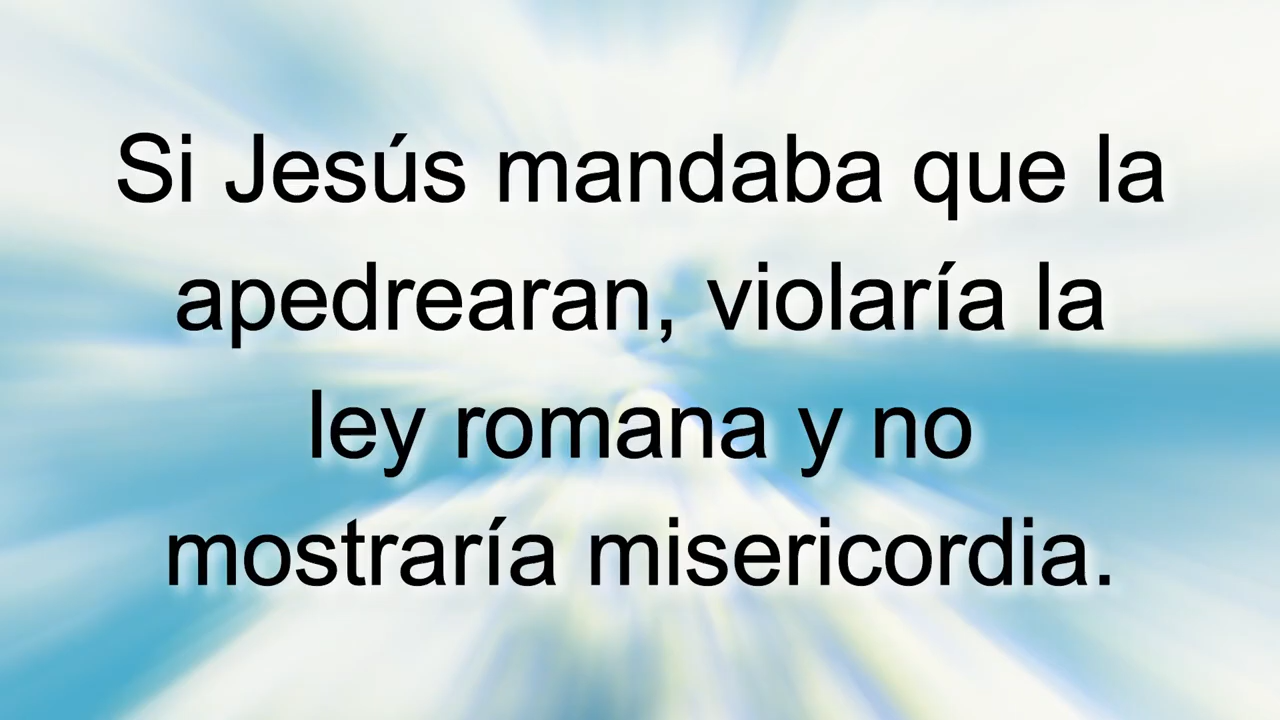 Si Jesús mandaba que la
apedrearan, violaría la
ley romana y no
mostraría misericordia.